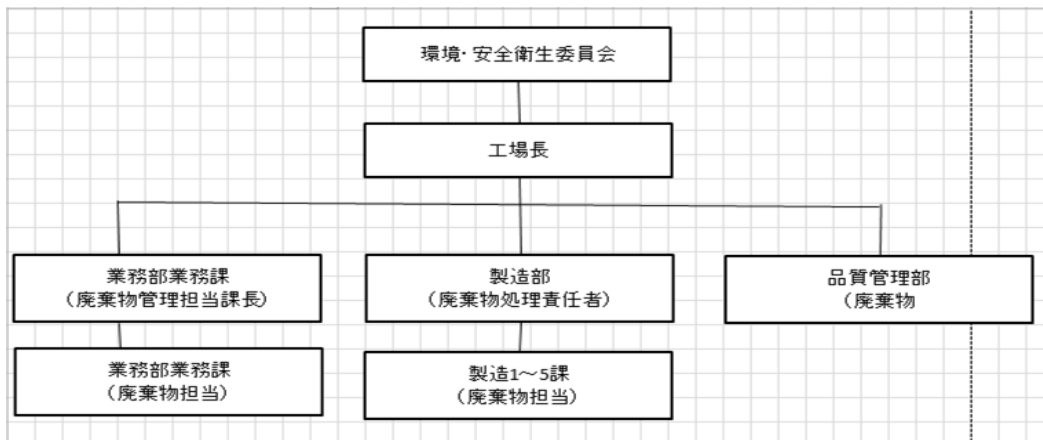 環境・安全衛生委員会
工場長
業務部業務課
（廃棄物管理担当課長）
製造部
（廃棄物処理責任者）
品質管理部
（廃棄物
業務部業務課
（廃棄物担当）
製造1～5課
（廃棄物担当）